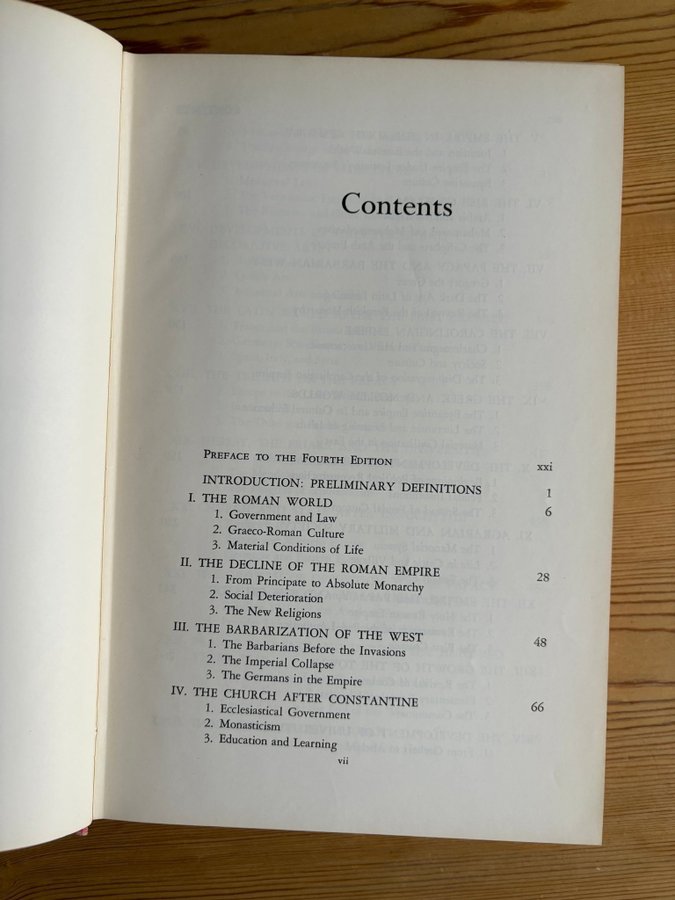 Contents
PREFACE TO THE FOURTH EDITION xxi
INTRODUCTION: PRELIMINARY DEFINITIONS 1
I. THE ROMAN WORLD 6
1. Government and Law
2. Graeco-Roman Culture
3. Material Conditions of Life
II. THE DECLINE OF THE ROMAN EMPIRE 28
1. From Principate to Absolute Monarchy
2. Social Deterioration
3. The New Religions
III. THE BARBARIZATION OF THE WEST 48
1. The Barbarians Before the Invasions
2. The Imperial Collapse
3. The Germans in the Empire
IV. THE CHURCH AFTER CONSTANTINE 66
1. Ecclesiastical Government
2. Monasticism
3. Education and Learning
vii